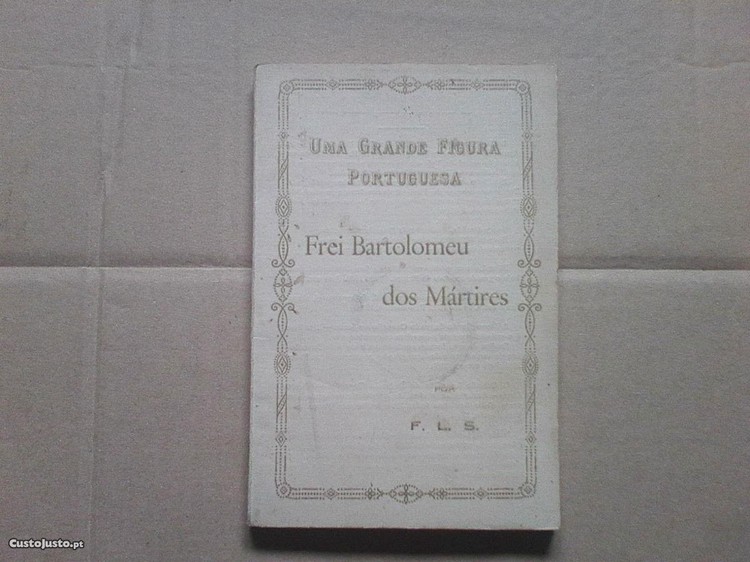 UMA GRANDE FIGURA
PORTUGUESA
Frei Bartolomeu
dos Mártires
POR
F. L. S.
CustoJusto.pt